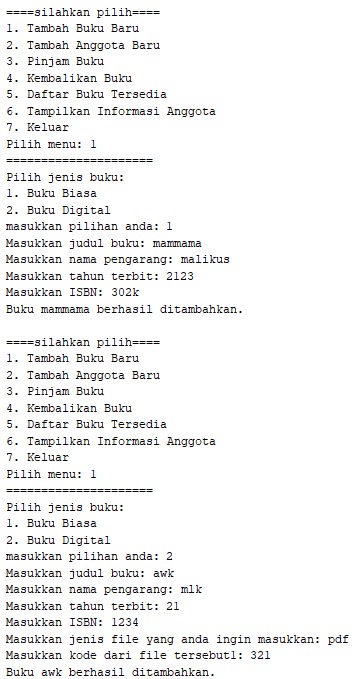 ====silahkan pilih====
1. Tambah Buku Baru
2. Tambah Anggota Baru
3. Pinjam Buku
4. Kembalikan Buku
5. Daftar Buku Tersedia
6. Tampilkan Informasi Anggota
7. Keluar
Pilih menu: 1
=====================
Pilih jenis buku:
1. Buku Biasa
2. Buku Digital
masukkan pilihan anda: 1
Masukkan judul buku: mammama
Masukkan nama pengarang: malikus
Masukkan tahun terbit: 2123
Masukkan ISBN: 302k
Buku mammama berhasil ditambahkan.

====silahkan pilih====
1. Tambah Buku Baru
2. Tambah Anggota Baru
3. Pinjam Buku
4. Kembalikan Buku
5. Daftar Buku Tersedia
6. Tampilkan Informasi Anggota
7. Keluar
Pilih menu: 1
=====================
Pilih jenis buku:
1. Buku Biasa
2. Buku Digital
masukkan pilihan anda: 2
Masukkan judul buku: awk
Masukkan nama pengarang: mlk
Masukkan tahun terbit: 21
Masukkan ISBN: 1234
Masukkan jenis file yang anda ingin masukkan: pdf
Masukkan kode dari file tersebutl: 321
Buku awk berhasil ditambahkan.